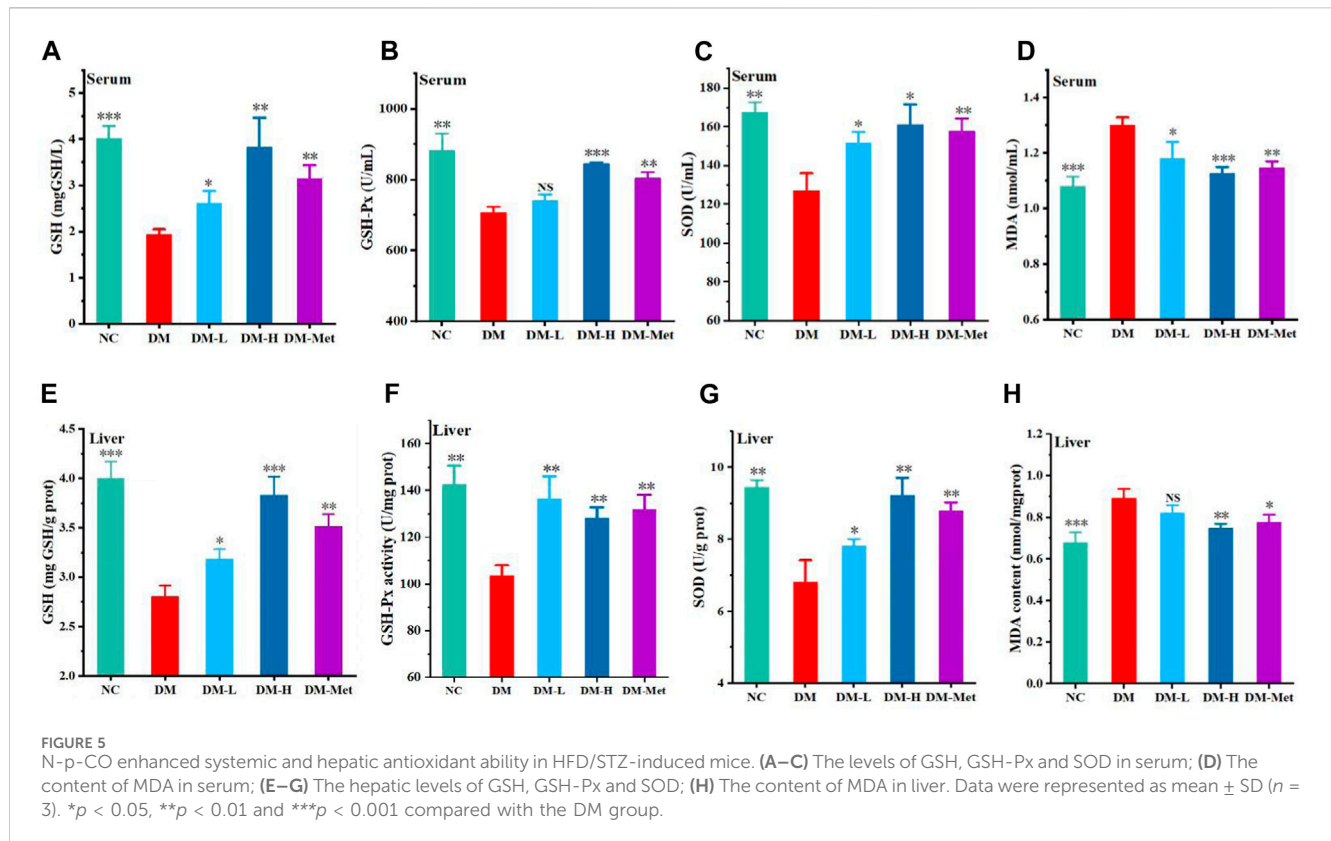 A
Serum
GSH (mgGSH/L)
5
4
3
2
1
0
***
*
**
**
NC DM DM-L DM-H DM-Met
B
Serum
GSH-Px (U/mL)
1000
800
600
400
**
NS
***
**
NC DM DM-L DM-H DM-Met
C
Serum
SOD (U/mL)
180
160
140
120
100
80
60
**
*
*
**
NC DM DM-L DM-H DM-Met
D
Serum
MDA (nmol/mL)
1.4
1.2
1.0
0.8
0.6
***
*
***
**
NC DM DM-L DM-H DM-Met
E
Liver
GSH (mg GSH/g prot)
4.5
4.0
3.5
3.0
2.5
2.0
***
*
***
**
NC DM DM-L DM-H DM-Met
F
Liver
GSH-Px activity (U/mg prot)
160
140
120
100
80
60
**
**
**
**
NC DM DM-L DM-H DM-Met
G
Liver
SOD (U/g prot)
10
8
6
4
**
*
**
**
NC DM DM-L DM-H DM-Met
H
Liver
MDA content (nmol/mgprot)
1.2
1.0
0.8
0.6
0.4
0.2
0.0
***
NS
**
*
NC DM DM-L DM-H DM-Met
FIGURE 5
N-p-CO enhanced systemic and hepatic antioxidant ability in HFD/STZ-induced mice. (A–C) The levels of GSH, GSH-Px and SOD in serum; (D) The
content of MDA in serum; (E–G) The hepatic levels of GSH, GSH-Px and SOD; (H) The content of MDA in liver. Data were represented as mean ± SD (n =
3). *p < 0.05, **p < 0.01 and ***p < 0.001 compared with the DM group.